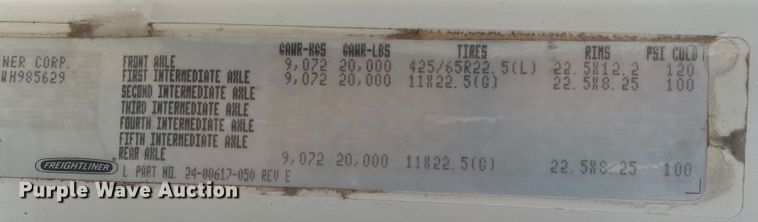 GAWR-KGS GAWR-LBS TIRES RIMS PSI COLD
NER CORP. FRONT AXLE 9,072 20,000 425/65R22.5(L) 22.5X12.2 120
WH985629 FIRST INTERMEDIATE AXLE 9,072 20,000 11X22.5(G) 22.5X8.25 100
SECOND INTERMEDIATE AXLE
THIRD INTERMEDIATE AXLE
FOURTH INTERMEDIATE AXLE
FIFTH INTERMEDIATE AXLE
REAR AXLE 9,072 20,000 11X22.5(G) 22.5X8.25 100
FREIGHTLINER L PART NO. 24-00617-050 REV E
Purple Wave Auction